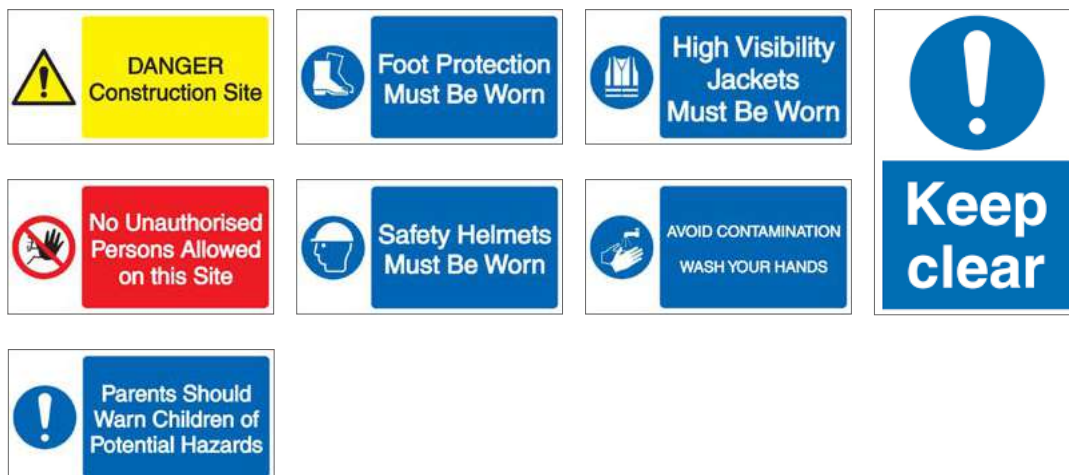 DANGER
Construction Site
Foot Protection
Must Be Worn
High Visibility
Jackets
Must Be Worn
Keep
clear
No Unauthorised
Persons Allowed
on this Site
Safety Helmets
Must Be Worn
AVOID CONTAMINATION
WASH YOUR HANDS
Parents Should
Warn Children of
Potential Hazards